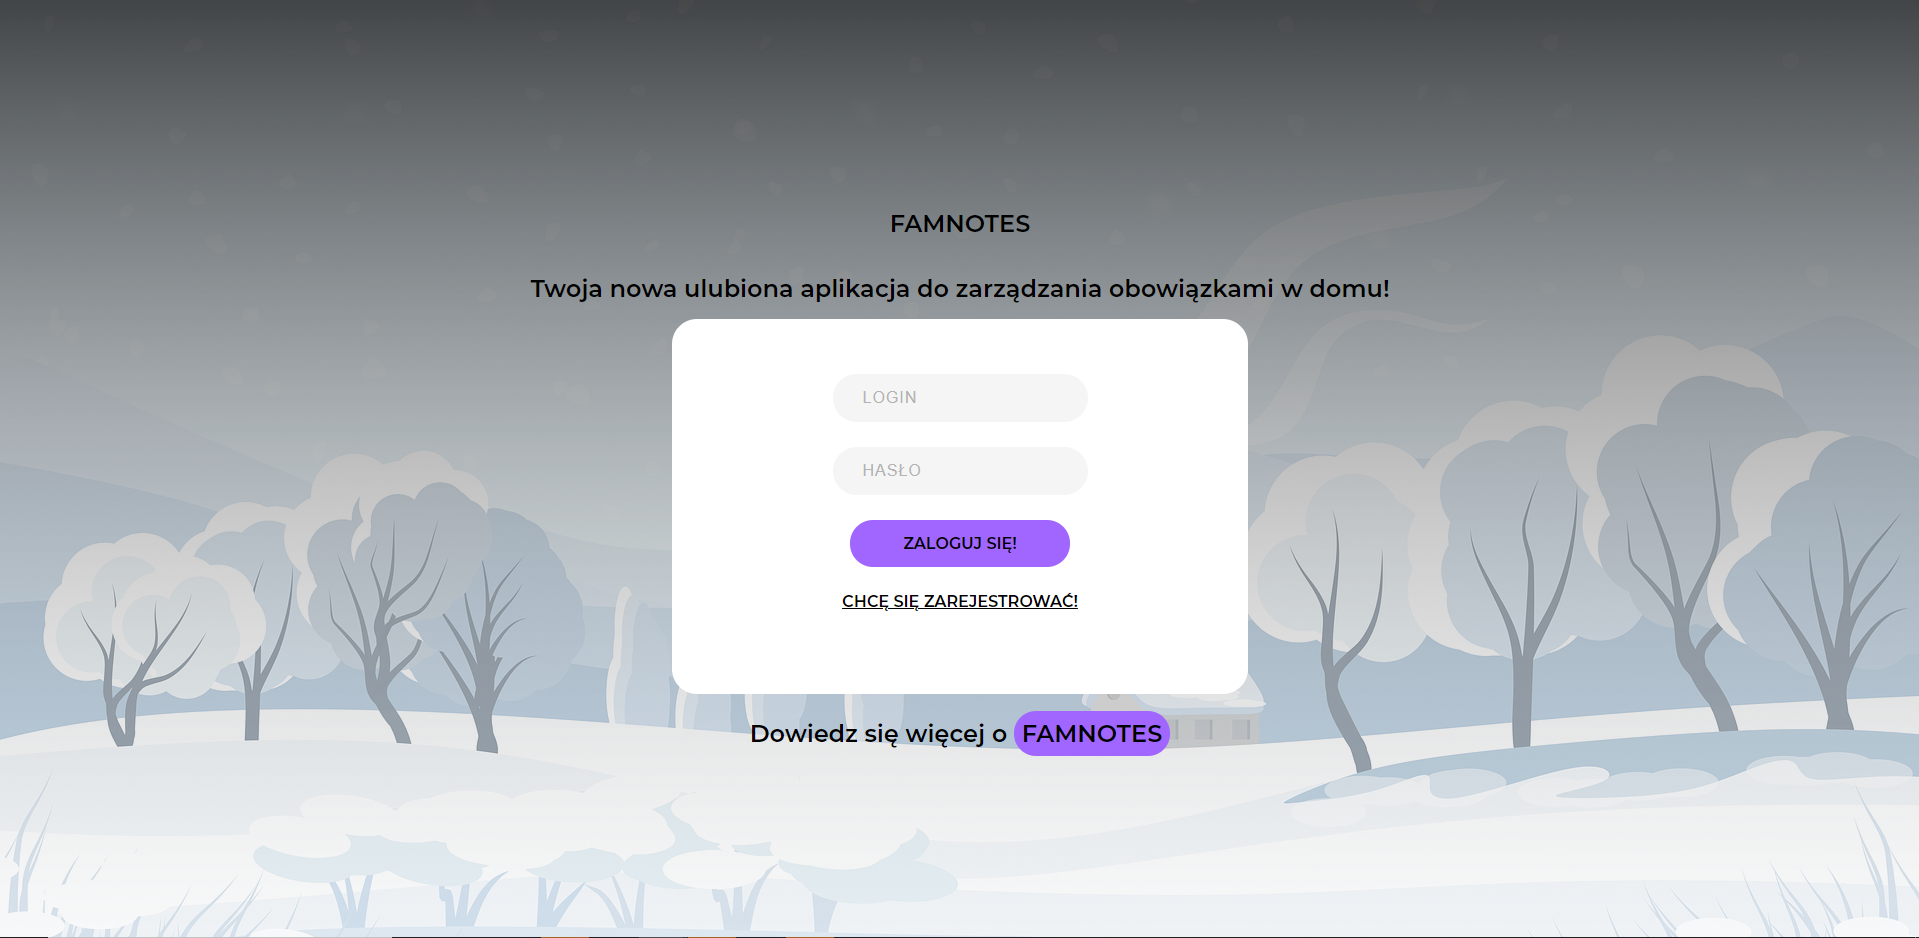 FAMNOTES
Twoja nowa ulubiona aplikacja do zarządzania obowiązkami w domu!
LOGIN
HASŁO
ZALOGUJ SIĘ!
CHCĘ SIĘ ZAREJESTROWAĆ!
Dowiedz się więcej o FAMNOTES